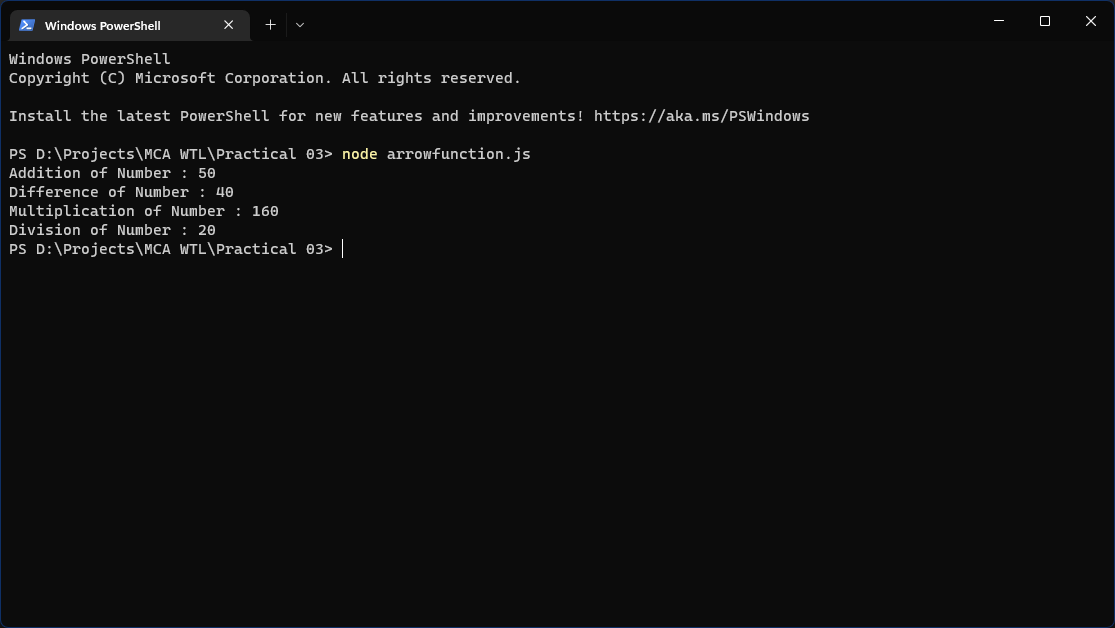 Windows PowerShell
Windows PowerShell
Copyright (C) Microsoft Corporation. All rights reserved.
Install the latest PowerShell for new features and improvements! https://aka.ms/PSWindows
PS D:\Projects\MCA WTL\Practical 03> node arrowfunction.js
Addition of Number : 50
Difference of Number : 40
Multiplication of Number : 160
Division of Number : 20
PS D:\Projects\MCA WTL\Practical 03>